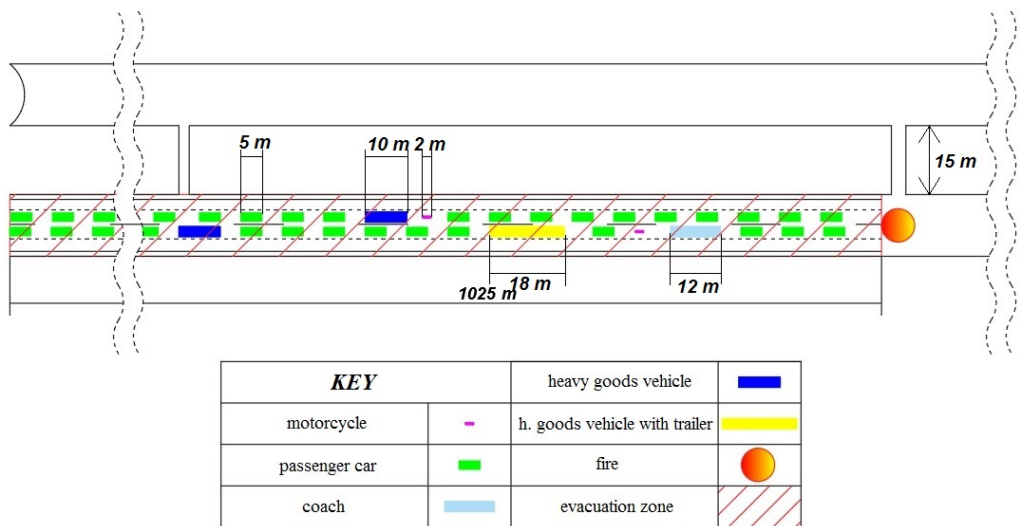 5 m
10 m
2 m
15 m
18 m
12 m
1025 m
KEY
heavy goods vehicle
motorcycle
h. goods vehicle with trailer
passenger car
fire
coach
evacuation zone